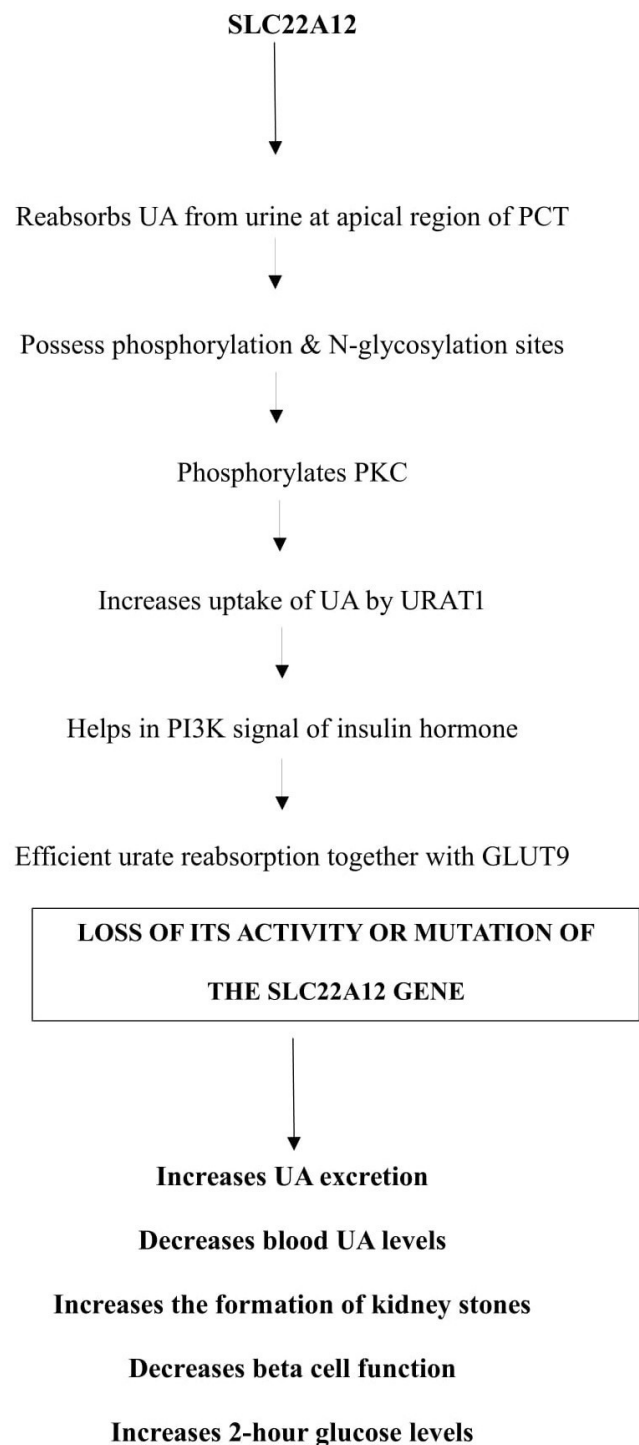 SLC22A12
Reabsorbs UA from urine at apical region of PCT
Possess phosphorylation & N-glycosylation sites
Phosphorylates PKC
Increases uptake of UA by URAT1
Helps in PI3K signal of insulin hormone
Efficient urate reabsorption together with GLUT9
LOSS OF ITS ACTIVITY OR MUTATION OF
THE SLC22A12 GENE
Increases UA excretion
Decreases blood UA levels
Increases the formation of kidney stones
Decreases beta cell function
Increases 2-hour glucose levels